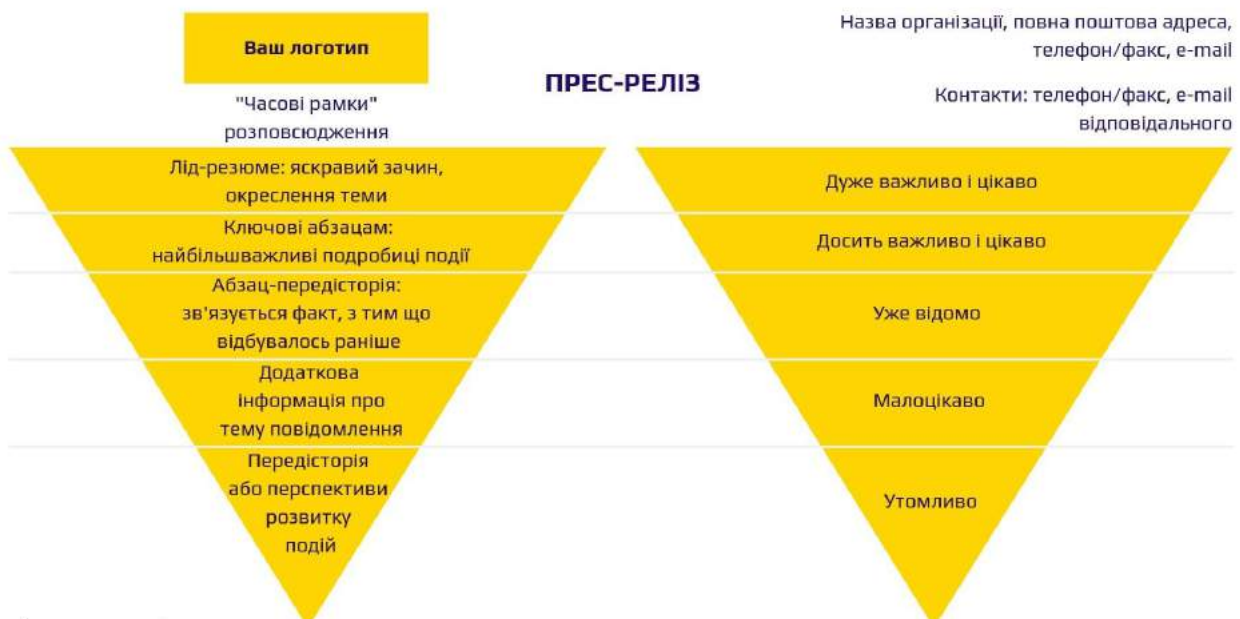 Ваш логотип
"Часові рамки"
розповсюдження
ПРЕС-РЕЛІЗ
Назва організації, повна поштова адреса,
телефон/факс, e-mail
Контакти: телефон/факс, e-mail
відповідального
Лід-резюме: яскравий зачин,
окреслення теми
Дуже важливо і цікаво
Ключові абзацам:
найбільшважливі подробиці події
Досить важливо і цікаво
Абзац-передісторія:
зв'язується факт, з тим що
відбувалось раніше
Уже відомо
Додаткова
інформація про
тему повідомлення
Малоцікаво
Передісторія
або перспективи
розвитку
подій
Утомливо